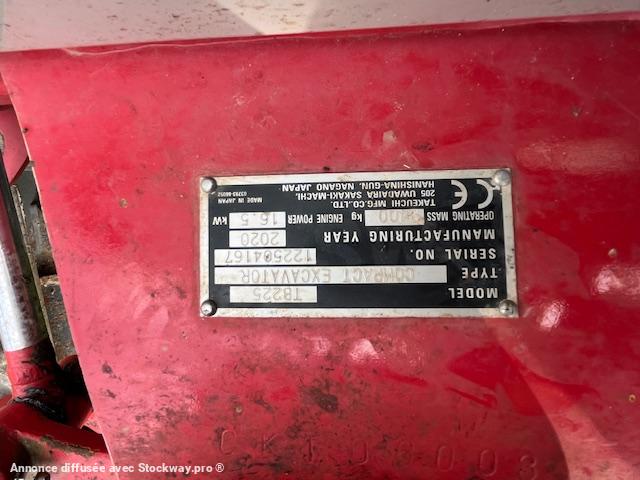 MODEL TB225
TYPE COMPACT EXCAVATOR
SERIAL NO. 122504167
MANUFACTURING YEAR 2020
OPERATING MASS kg ENGINE POWER 16.5 kW
CE TAKEUCHI MFG.CO.,LTD.
205 UWADAIRA, SAKAKI-MACHI,
HANISHINA-GUN, NAGANO JAPAN
MADE IN JAPAN
Annonce diffusée avec Stockway.pro ®